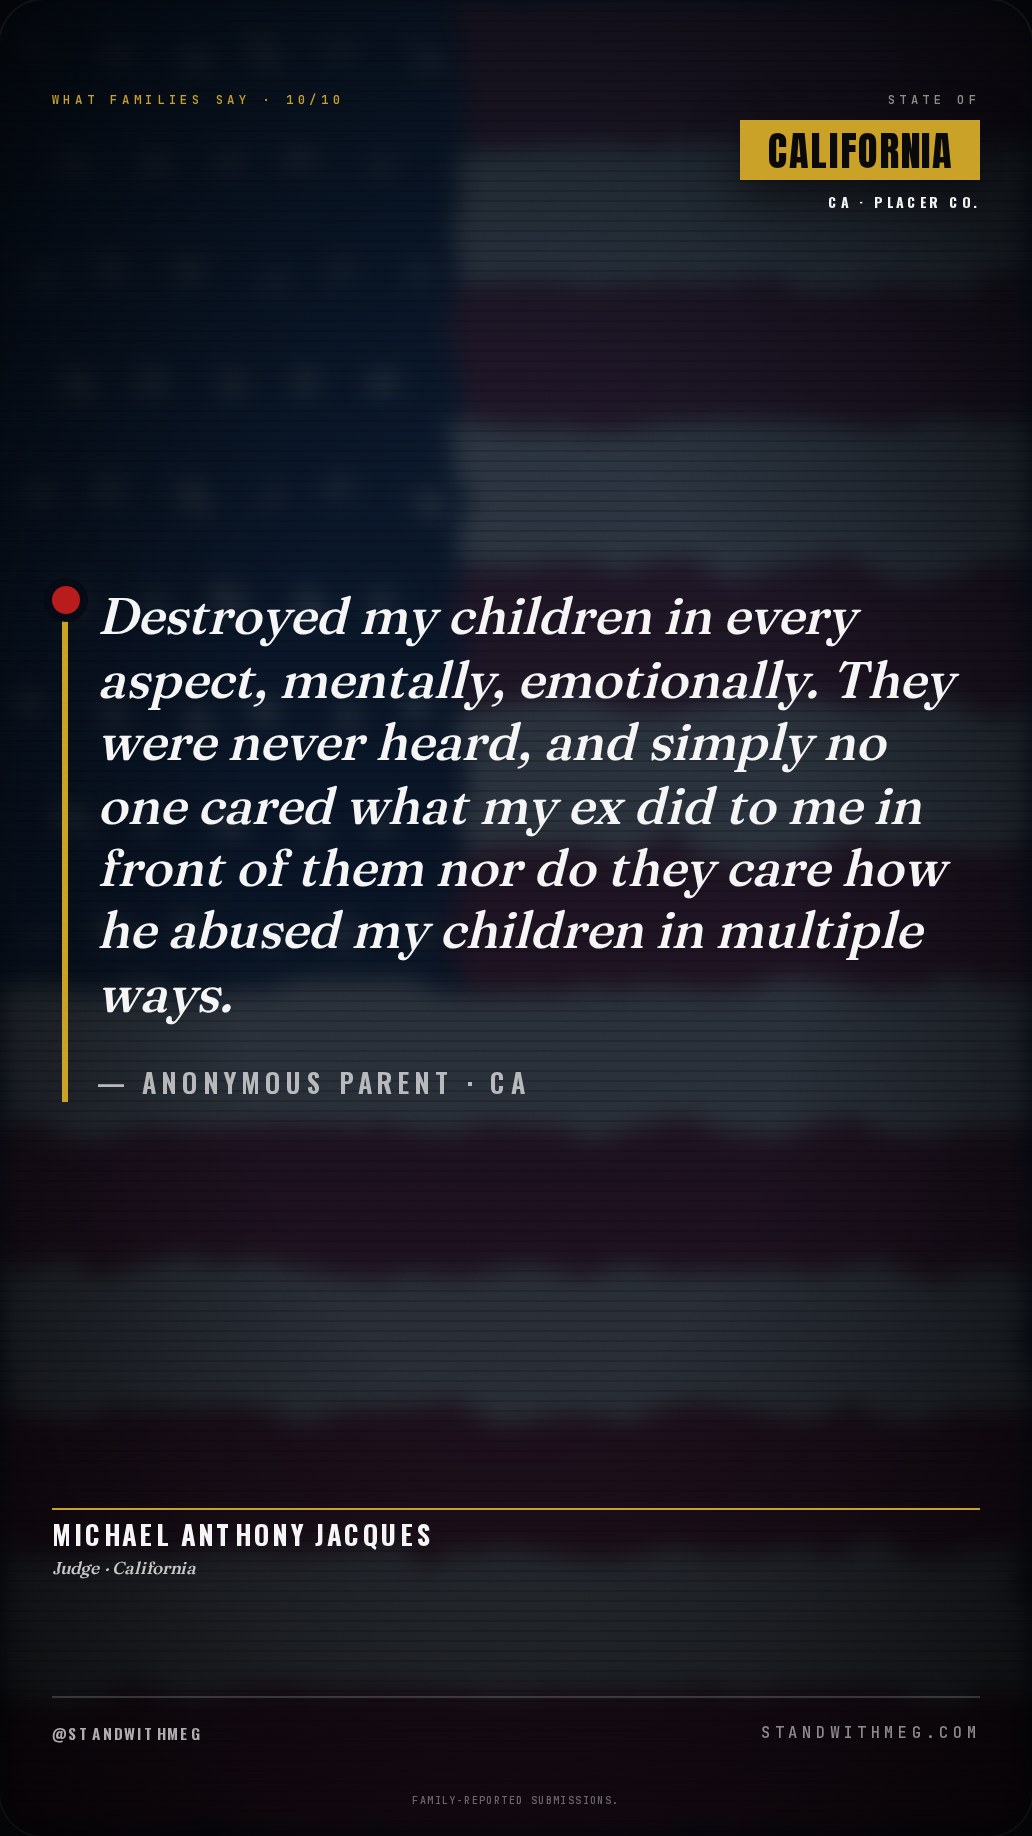 WHAT FAMILIES SAY · 10/10
STATE OF
CALIFORNIA
CA · PLACER CO.
Destroyed my children in every
aspect, mentally, emotionally. They
were never heard, and simply no
one cared what my ex did to me in
front of them nor do they care how
he abused my children in multiple
ways.
— ANONYMOUS PARENT · CA
MICHAEL ANTHONY JACQUES
Judge · California
@STANDWITHMEG
STANDWITHMEG.COM
FAMILY-REPORTED SUBMISSIONS.